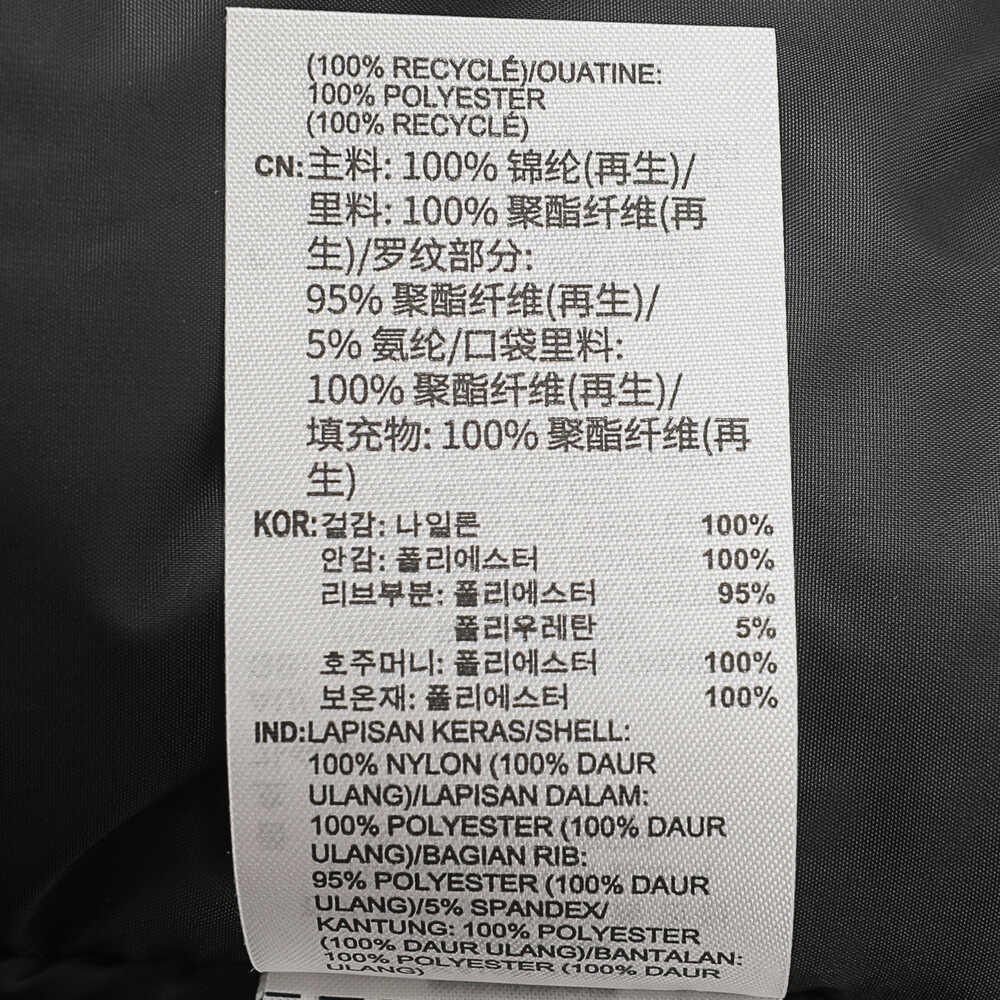 (100% RECYCLÉ)/OUATINE:
100% POLYESTER
(100% RECYCLÉ)
CN:主料: 100% 锦纶(再生)/
里料: 100% 聚酯纤维(再
生)/罗纹部分:
95% 聚酯纤维(再生)/
5% 氨纶/口袋里料:
100% 聚酯纤维(再生)/
填充物: 100% 聚酯纤维(再
生)
KOR:겉감: 나일론 100%
안감: 폴리에스터 100%
리브부분: 폴리에스터 95%
폴리우레탄 5%
호주머니: 폴리에스터 100%
보온재: 폴리에스터 100%
IND:LAPISAN KERAS/SHELL:
100% NYLON (100% DAUR
ULANG)/LAPISAN DALAM:
100% POLYESTER (100% DAUR
ULANG)/BAGIAN RIB:
95% POLYESTER (100% DAUR
ULANG)/5% SPANDEX/
KANTUNG: 100% POLYESTER
(100% DAUR ULANG)/BANTALAN:
100% POLYESTER (100% DAUR
ULANG)